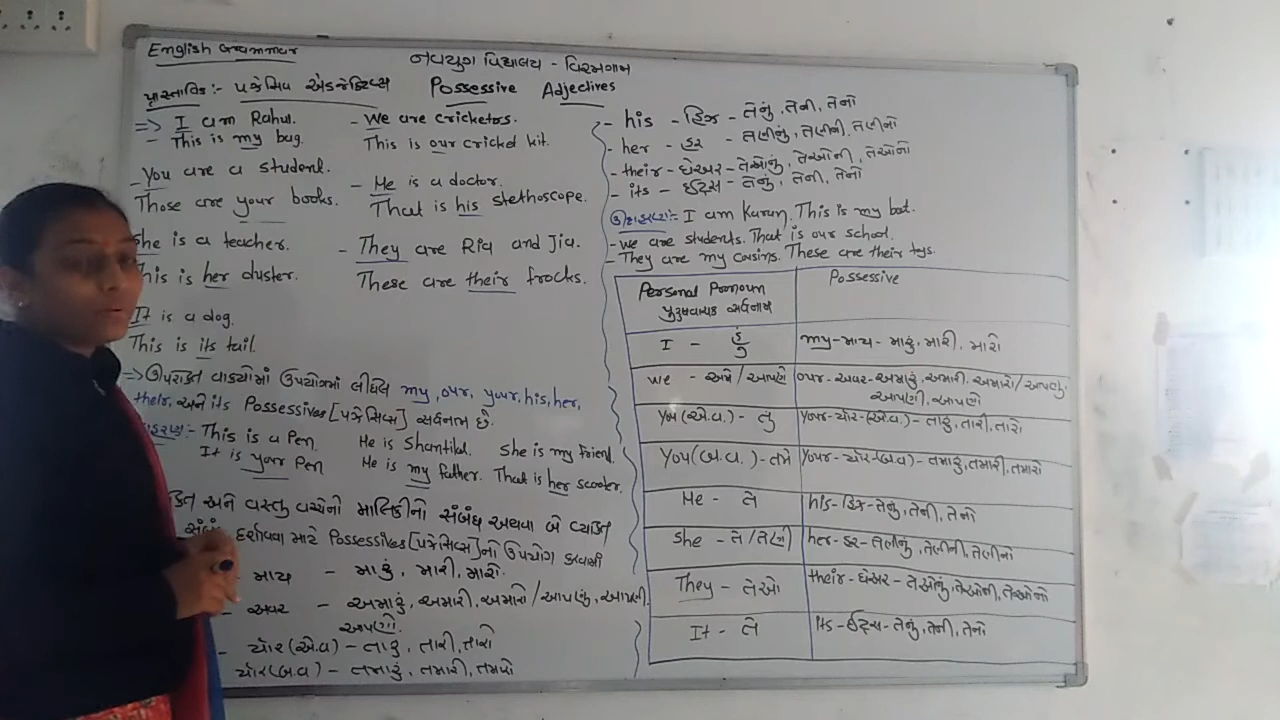 English Grammar
નવયુગ વિદ્યાલય - વિરમગામ
પ્રાસ્તાવિક :- પઝેસિવ એડજેક્ટિવ્સ Possessive Adjectives
=> I am Rahul.
- This is my bag.
You are a student.
Those are your books.
She is a teacher.
This is her duster.
It is a dog.
This is its tail.
- We are cricketers.
This is our cricket kit.
- He is a doctor.
That is his stethoscope.
- They are Ria and Jia.
These are their frocks.
=> ઉપરોક્ત વાક્યોમાં ઉપયોગમાં લીધેલ my, our, your, his, her,
their, અને its Possessives [પઝેસિવ્સ] સર્વનામ છે.
:- This is a Pen. He is Shantilal. She is my friend.
It is your Pen He is my father. That is her scooter.
અને વસ્તુ વચ્ચેનો માલિકીનો સંબંધ અથવા બે વ્યક્તિ
દર્શાવવા માટે Possessives [પઝેસિવ્સ] નો ઉપયોગ કરવામાં
- માય - મારું, મારી, મારો.
- અવર - અમારું, અમારી, અમારો / આપણું, આપણી,
આપણો.
- યોર (એ.વ) - તારું, તારી, તારો
યોર (બ.વ) - તમારું, તમારી, તમારો
- his - હિઝ - તેનું, તેની, તેનો
- her - હર - તેણીનું, તેણીની, તેણીનો
- their - ધેઅર - તેઓનું, તેઓની, તેઓનો
- its - ઈટ્સ - તેનું, તેની, તેનો
ઉદાહરણ :- I am Karan. This is my bat.
- We are students. That is our school.
- They are my cousins. These are their toys.
Personal Pronoun
પુરુષવાચક સર્વનામ
Possessive
I - હું
my - માય - મારું, મારી, મારો
we - અમે / આપણે
our - અવર - અમારું, અમારી, અમારો / આપણું,
આપણી, આપણો
You (એ.વ.) - તુ
Your - યોર - (એ.વ.) - તારું, તારી, તારો
You (બ.વ.) - તમે
Your - યોર - (બ.વ) - તમારું, તમારી, તમારો
He - તે
his - હિઝ - તેનું, તેની, તેનો
She - તે / તેણી
her - હર - તેણીનું, તેણીની, તેણીનો
They - તેઓ
their - ધેઅર - તેઓનું, તેઓની, તેઓનો
It - તે
Its - ઈટ્સ - તેનું, તેની, તેનો